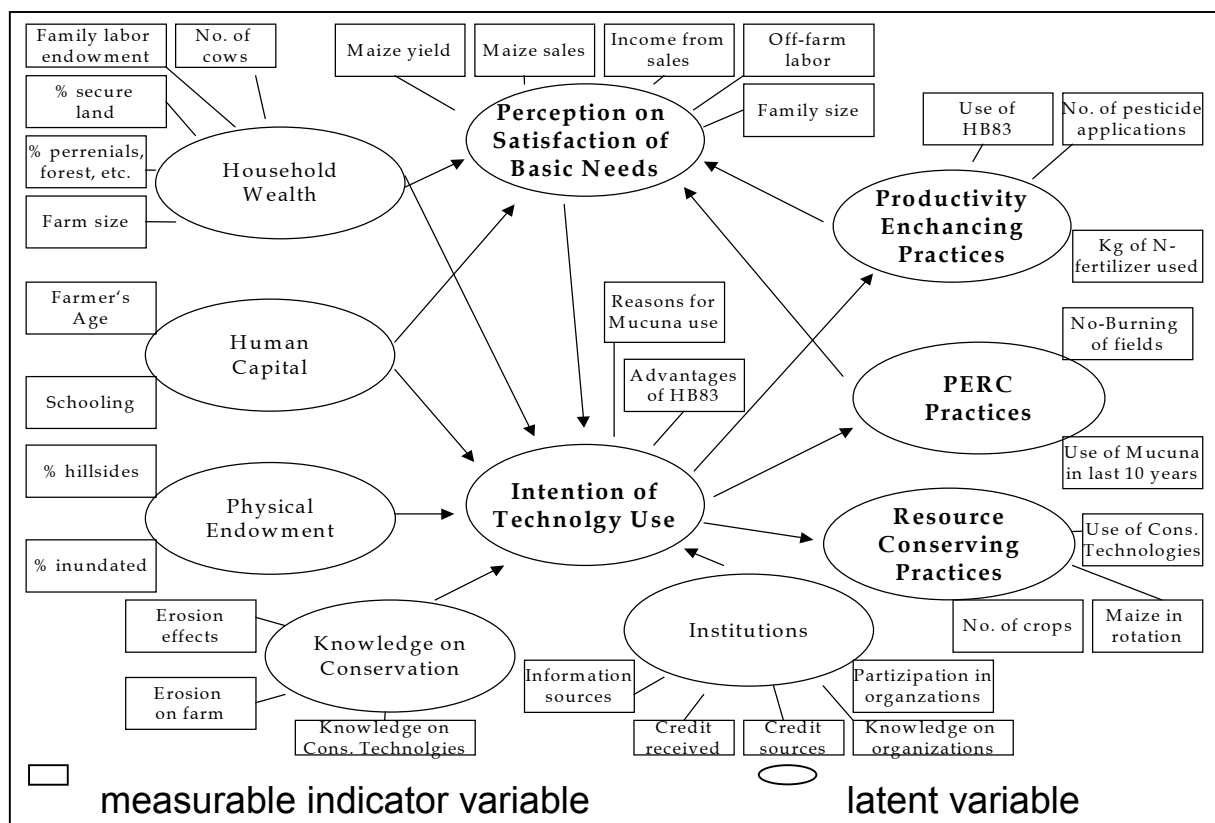 Family labor
endowment
No. of
cows
Maize yield
Maize sales
Income from
sales
Off-farm
labor
% secure
land
Perception on
Satisfaction of
Basic Needs
Family size
Use of
HB83
No. of pesticide
applications
% perrenials,
forest, etc.
Household
Wealth
Farm size
Productivity
Enchancing
Practices
Kg of N-
fertilizer used
Farmer‘s
Age
Human
Capital
Reasons for
Mucuna use
No-Burning
of fields
Schooling
Advantages
of HB83
PERC
Practices
% hillsides
Physical
Endowment
Intention of
Technolgy Use
Use of Mucuna
in last 10 years
% inundated
Resource
Conserving
Practices
Use of Cons.
Technologies
Erosion
effects
Knowledge on
Conservation
Institutions
No. of crops
Maize in
rotation
Erosion
on farm
Information
sources
Partizipation in
organzations
Knowledge on
Cons. Technolgies
Credit
received
Credit
sources
Knowledge on
organizations
measurable indicator variable
latent variable